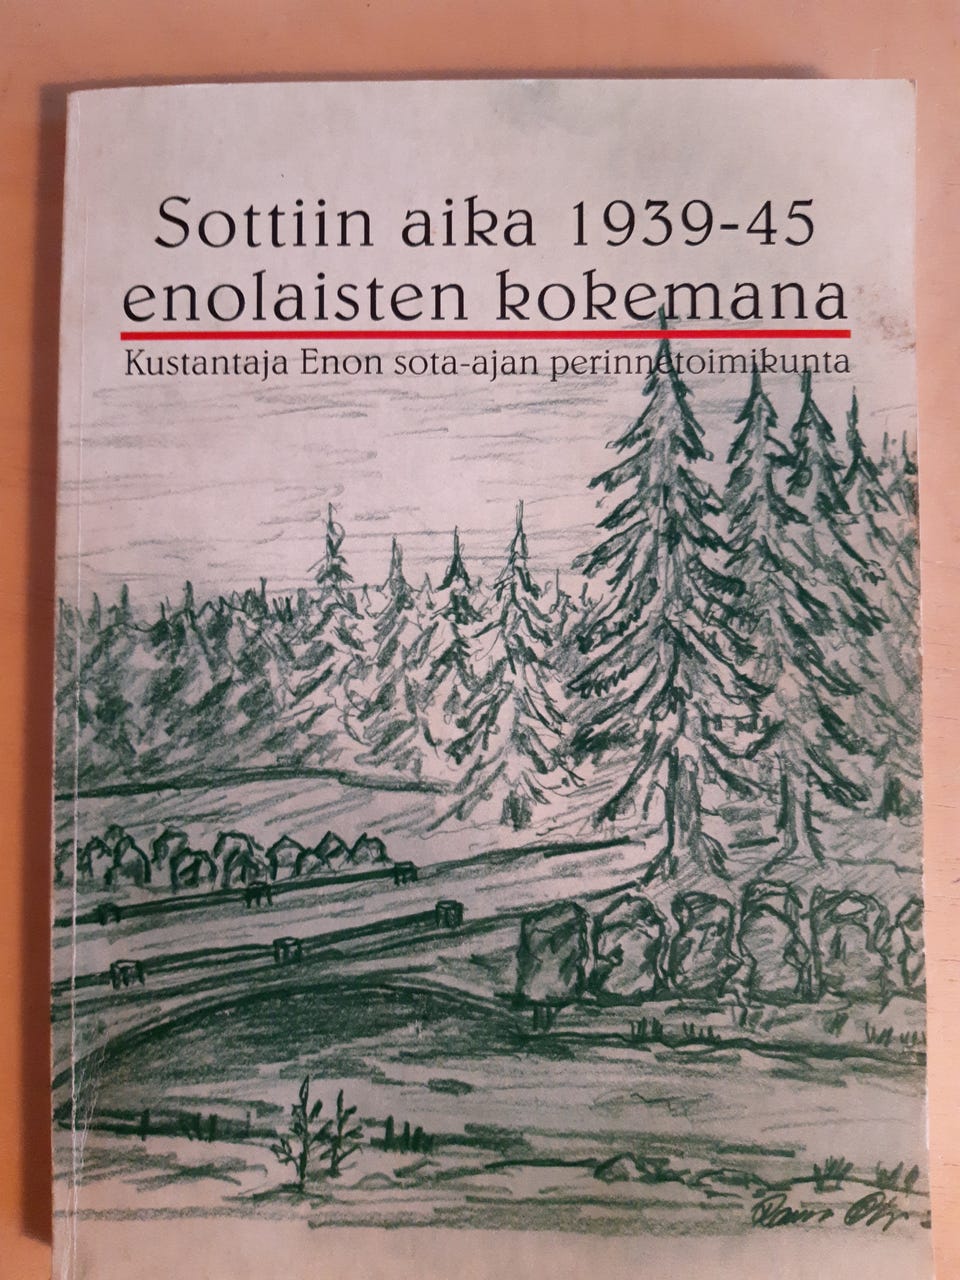 Sottiin aika 1939-45
enolaisten kokemana
Kustantaja Enon sota-ajan perinnetoimikunta